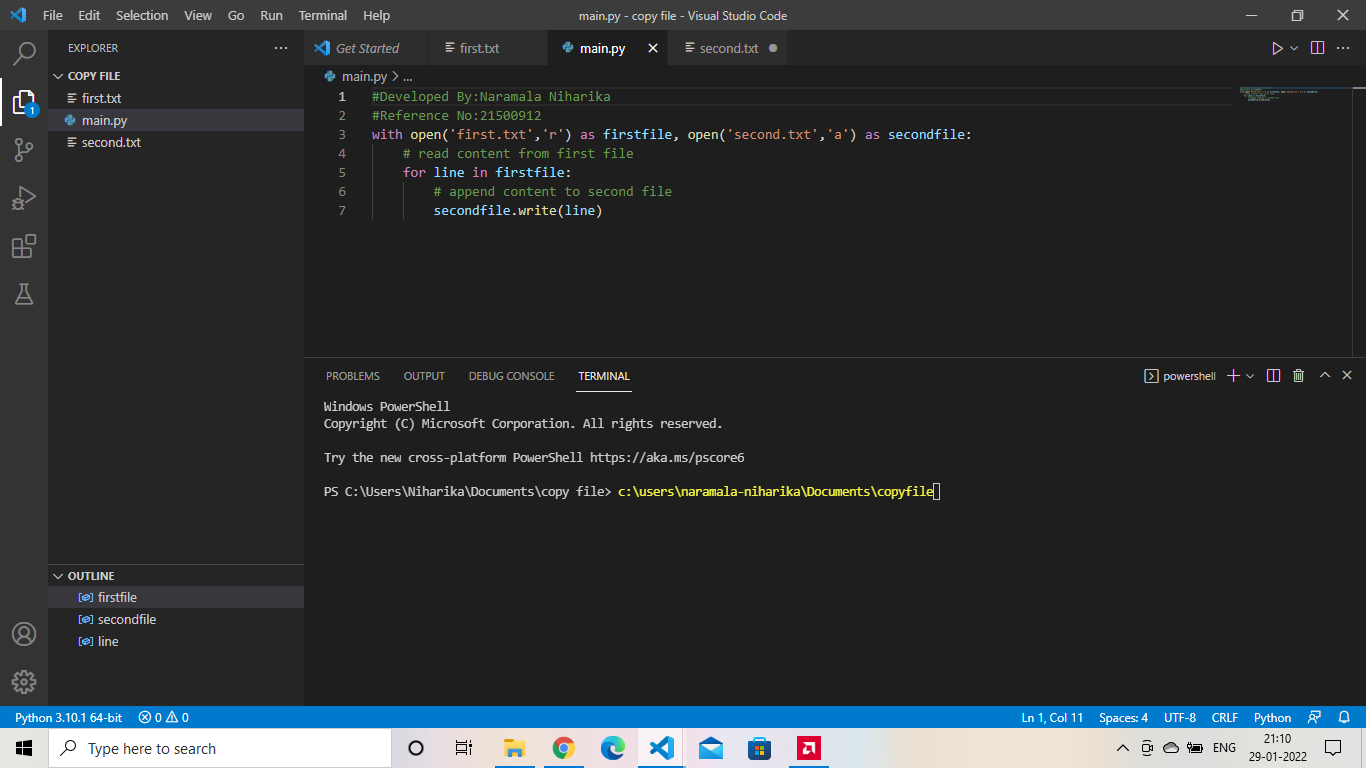 File Edit Selection View Go Run Terminal Help
main.py - copy file - Visual Studio Code
EXPLORER
COPY FILE
first.txt
main.py
second.txt
1
Get Started
first.txt
main.py
second.txt
main.py > ...
1 #Developed By:Naramala Niharika
2 #Reference No:21500912
3 with open('first.txt','r') as firstfile, open('second.txt','a') as secondfile:
4 # read content from first file
5 for line in firstfile:
6 # append content to second file
7 secondfile.write(line)
PROBLEMS OUTPUT DEBUG CONSOLE TERMINAL
powershell
Windows PowerShell
Copyright (C) Microsoft Corporation. All rights reserved.
Try the new cross-platform PowerShell https://aka.ms/pscore6
PS C:\Users\Niharika\Documents\copy file> c:\users\naramala-niharika\Documents\copyfile
OUTLINE
firstfile
secondfile
line
Python 3.10.1 64-bit 0 0
Ln 1, Col 11 Spaces: 4 UTF-8 CRLF Python
Type here to search
ENG
21:10
29-01-2022